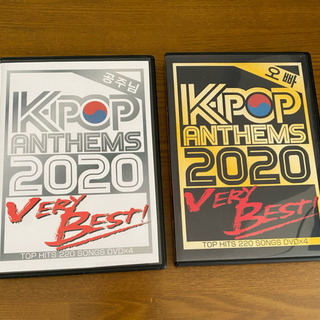 공주님
K-POP
ANTHEMS
2020
VERY
BEST!
TOP HITS 220 SONGS DVD×4
오빠
K-POP
ANTHEMS
2020
VERY
BEST!
TOP HITS 220 SONGS DVD×4